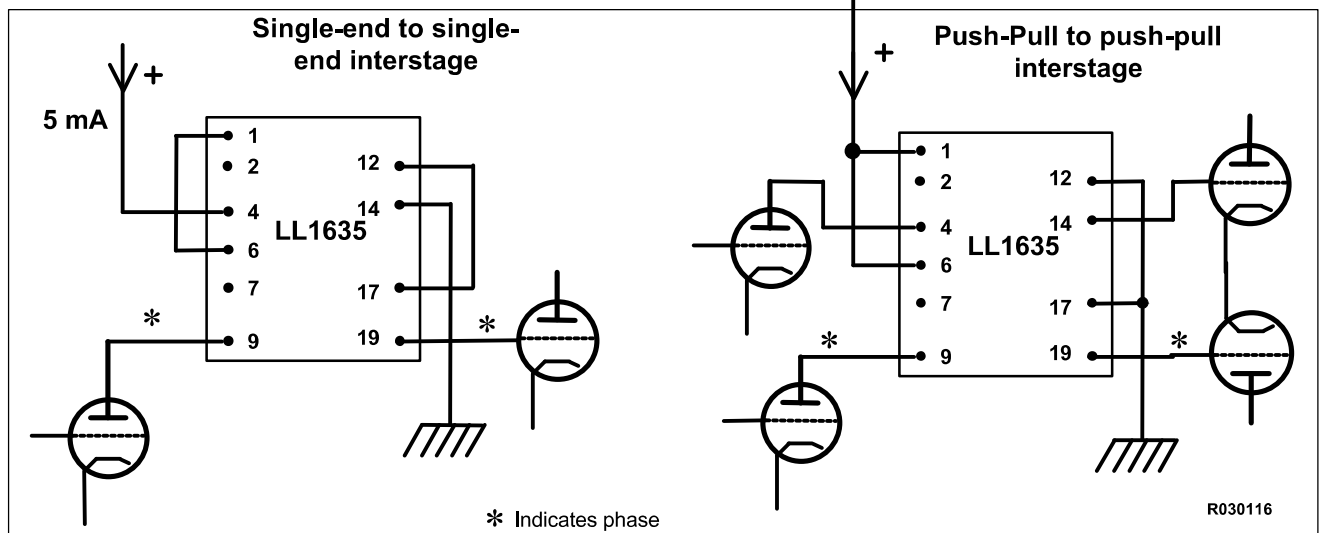 Single-end to single-
end interstage
+
5 mA
1
2
4
6
7
9
12
14
17
19
LL1635
*
*
Push-Pull to push-pull
interstage
+
1
2
4
6
7
9
12
14
17
19
LL1635
*
*
* Indicates phase
R030116